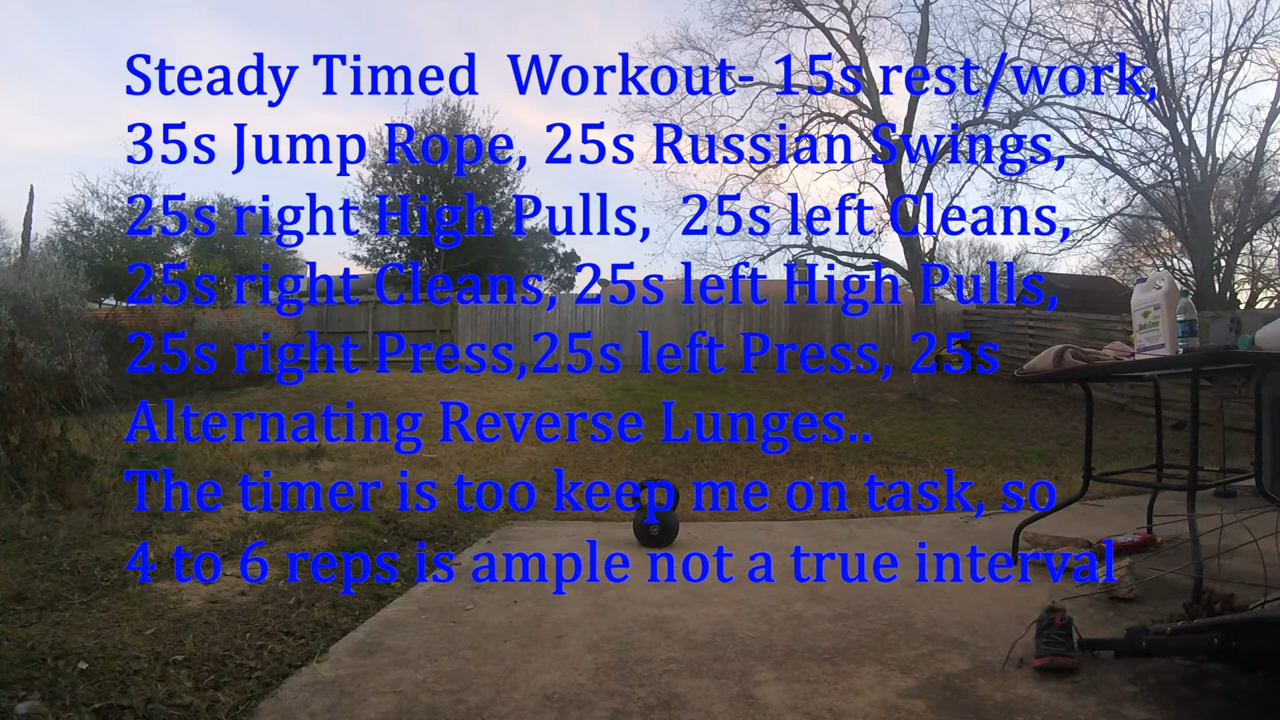 Steady Timed  Workout- 15s rest/work,
35s Jump Rope, 25s Russian Swings,
25s right High Pulls,  25s left Cleans,
25s right Cleans, 25s left High Pulls,
25s right Press,25s left Press, 25s
Alternating Reverse Lunges..
The timer is too keep me on task, so
4 to 6 reps is ample not a true interval